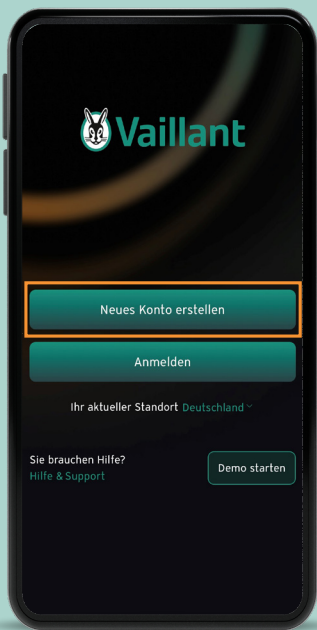 Vaillant
Neues Konto erstellen
Anmelden
Ihr aktueller Standort Deutschland
Sie brauchen Hilfe?
Hilfe & Support
Demo starten